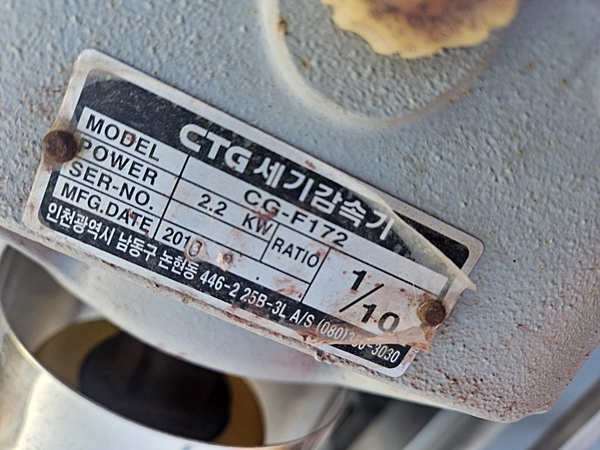 CTG 세기감속기
MODEL CG-F172
POWER 2.2 KW RATIO 1/10
SER-NO.
MFG.DATE
인천광역시 남동구 논현동 446-2 25B-3L A/S (080) -3030